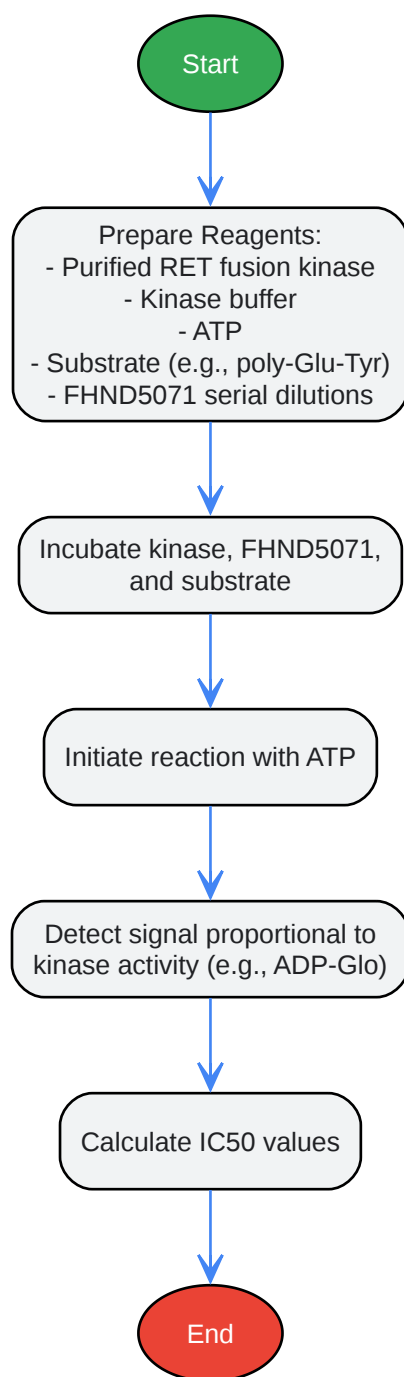 Start
Prepare Reagents:
- Purified RET fusion kinase
- Kinase buffer
- ATP
- Substrate (e.g., poly-Glu-Tyr)
- FHND5071 serial dilutions
Incubate kinase, FHND5071,
and substrate
Initiate reaction with ATP
Detect signal proportional to
kinase activity (e.g., ADP-Glo)
Calculate IC50 values
End